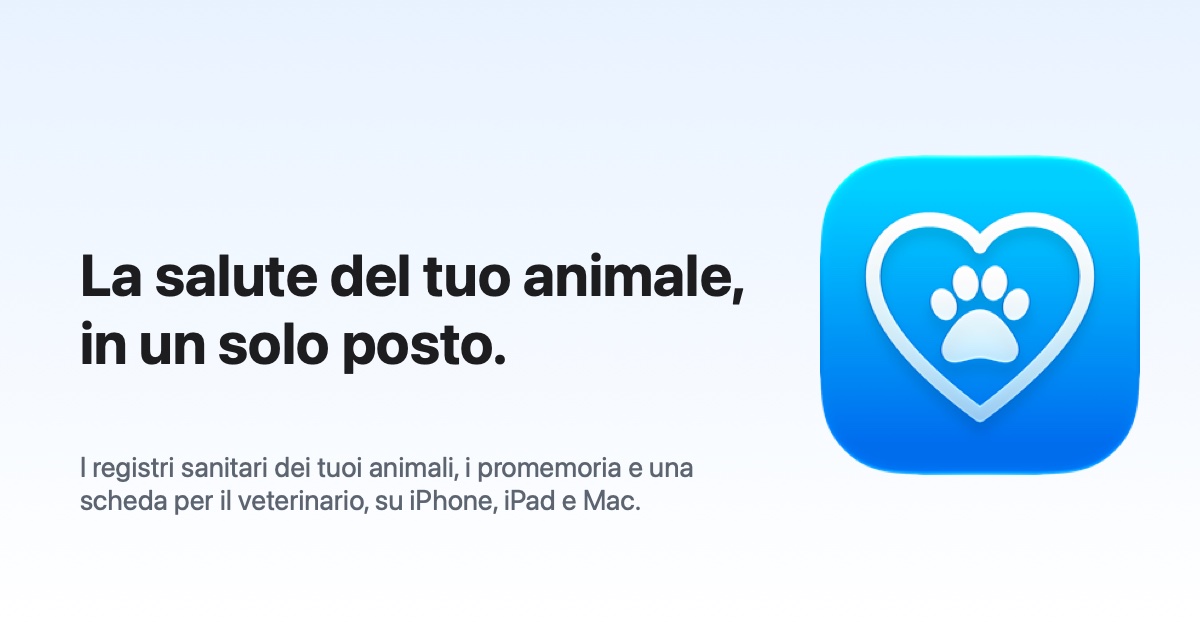 La salute del tuo animale,
in un solo posto.
I registri sanitari dei tuoi animali, i promemoria e una
scheda per il veterinario, su iPhone, iPad e Mac.